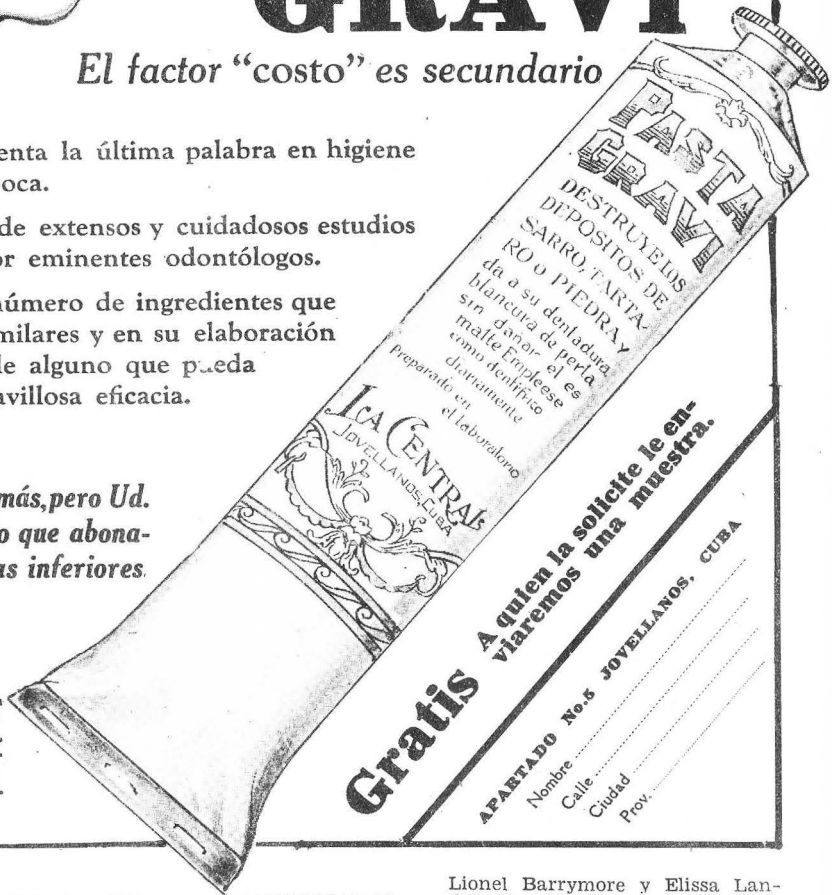 GRAVI
El factor "costo" es secundario
enta la última palabra en higiene
oca.
de extensos y cuidadosos estudios
or eminentes odontólogos.
número de ingredientes que
milares y en su elaboración
de alguno que pueda
avillosa eficacia.
más, pero Ud.
o que abona-
as inferiores.
PASTA
GRAVI
DESTRUYE LOS
DEPOSITOS DE
SARRO, TARTA-
RO o PIEDRA y
da a su dentadura
blancura de perla
sin dañar el es
malte Empleese
como dentifrico
diariamente
Preparado en
el laboratorio
LA CENTRAL
JOVELLANOS, CUBA
Gratis
A quien la solicite le en-
viaremos una muestra.
APARTADO No.5 JOVELLANOS, CUBA
Nombre
Calle
Ciudad
Prov.
Lionel Barrymore y Elissa Lan-